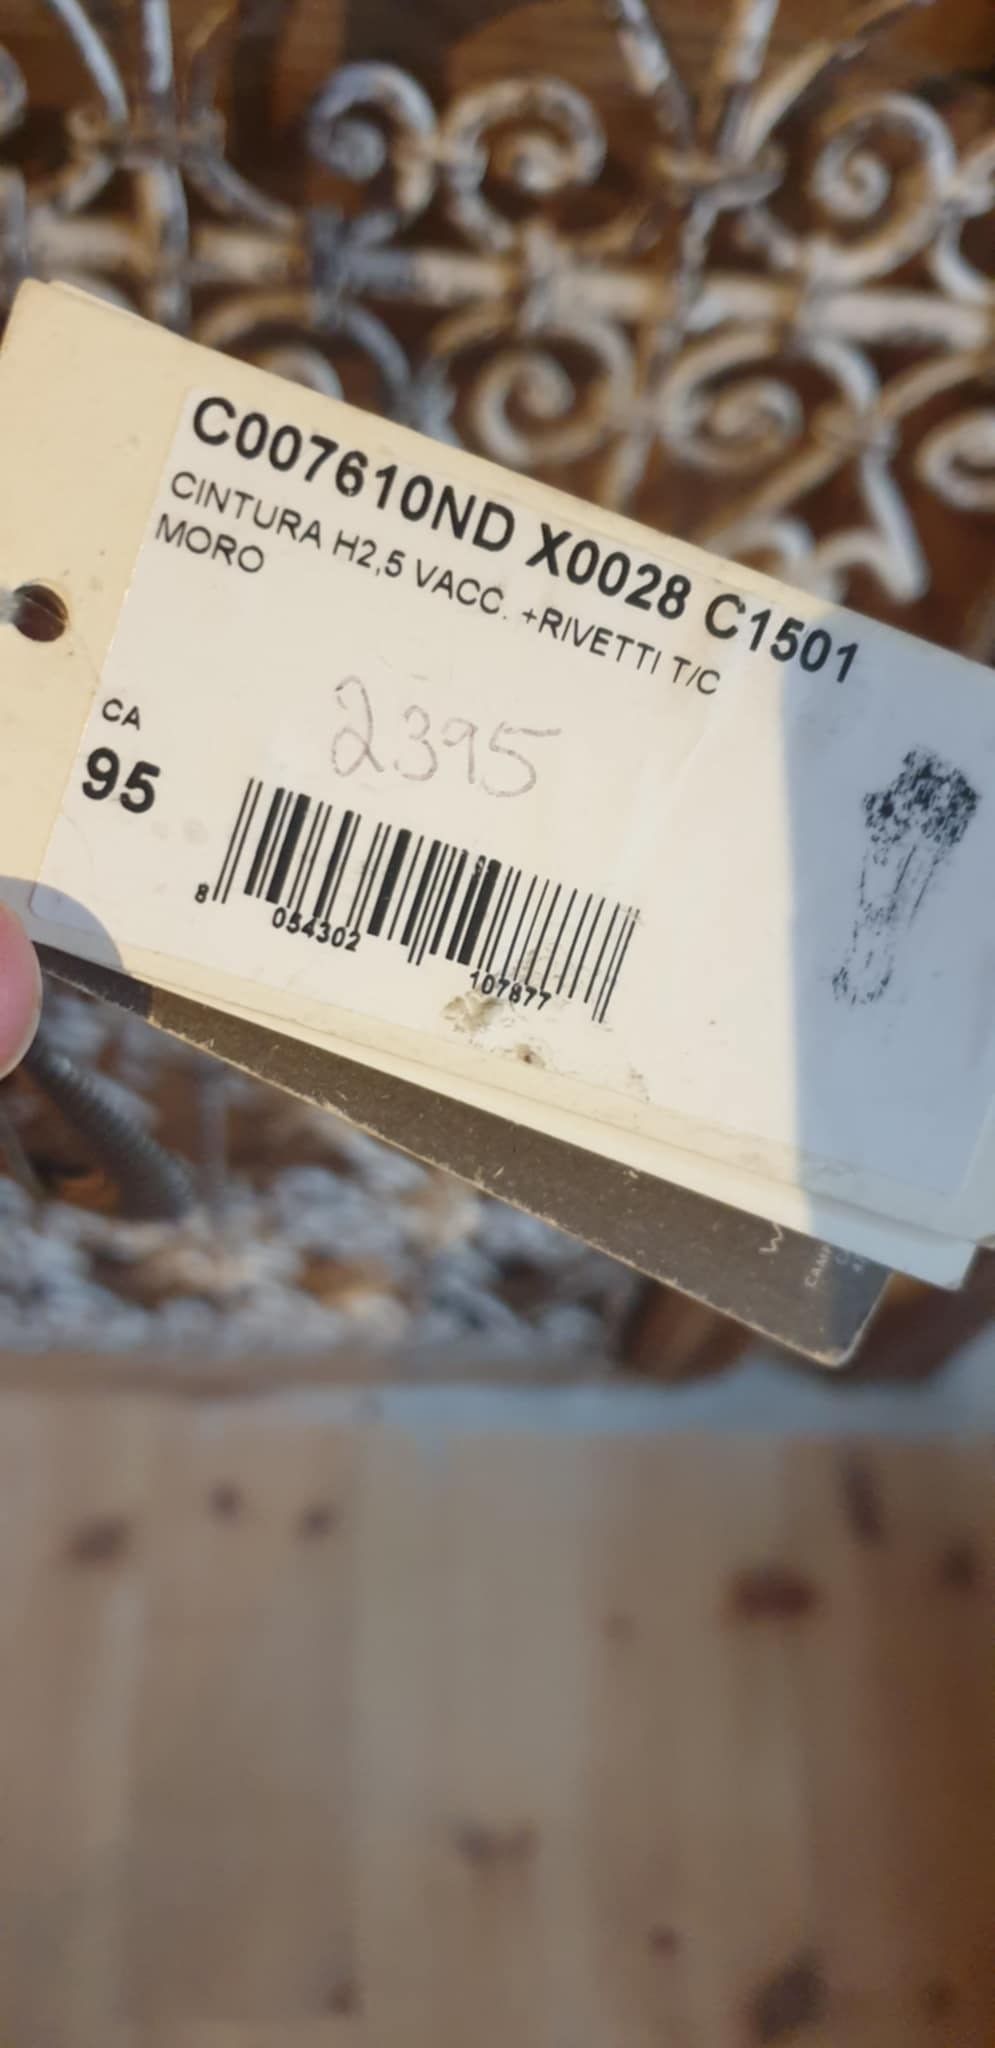 C007610ND X0028 C1501
CINTURA H2,5 VACC. +RIVETTI T/C
MORO
2395
CA
95
8 054302 107877